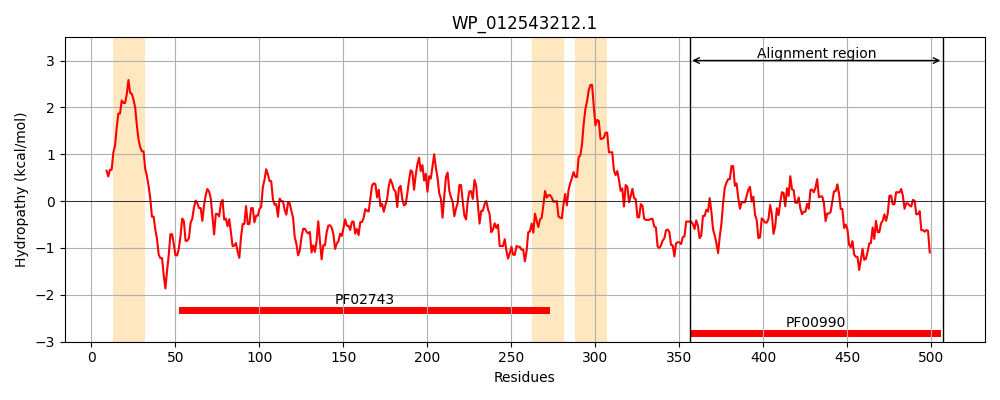 WP_012543212.1
Hydropathy (kcal/mol)
3
2
1
0
−1
−2
−3
Alignment region
PF02743
PF00990
0 50 100 150 200 250 300 350 400 450 500
Residues